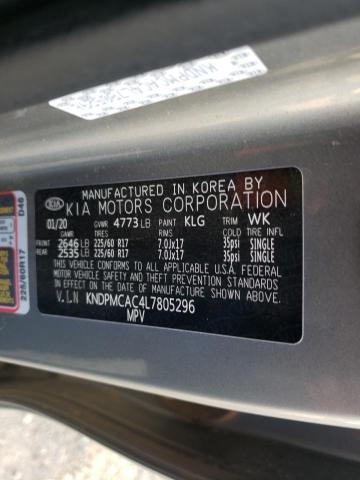 MANUFACTURED IN KOREA BY
KIA KIA MOTORS CORPORATION
01/20 GVWR 4773 LB PAINT KLG TRIM WK
TIRES RIMS COLD TIRE
FRONT 2646 LB 225/60 R17 7.0Jx17 35psi SINGLE
REAR 2535 LB 225/60 R17 7.0Jx17 35psi SINGLE
THIS VEHICLE CONFORMS TO ALL APPLICABLE U.S.A. FEDERAL
MOTOR VEHICLE SAFETY AND THEFT PREVENTION STANDARDS
IN EFFECT ON THE DATE OF MANUFACTURE SHOWN ABOVE.
V.I.N KNDPMCAC4L7805296
MPV
D46
225/60R17